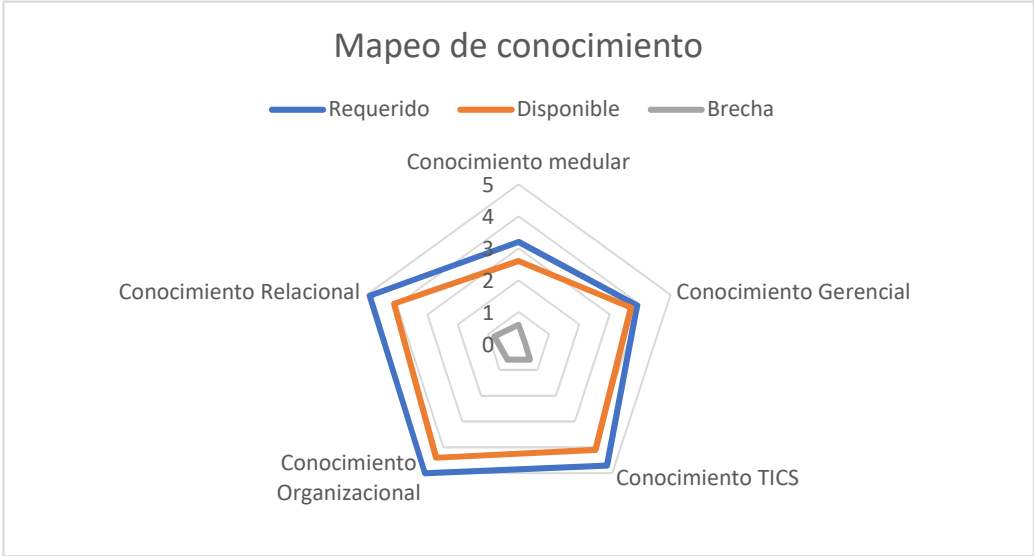 Mapeo de conocimiento
Requerido Disponible Brecha
Conocimiento medular
5
4
3
2
1
0
Conocimiento Relacional
Conocimiento Gerencial
Conocimiento
Organizacional
Conocimiento TICS